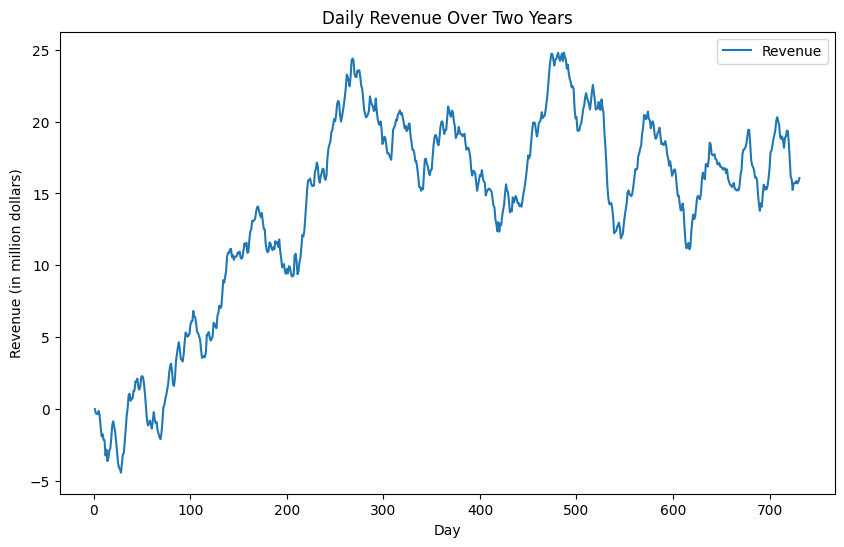 Daily Revenue Over Two Years
Revenue
Revenue (in million dollars)
25
20
15
10
5
0
−5
0 100 200 300 400 500 600 700
Day